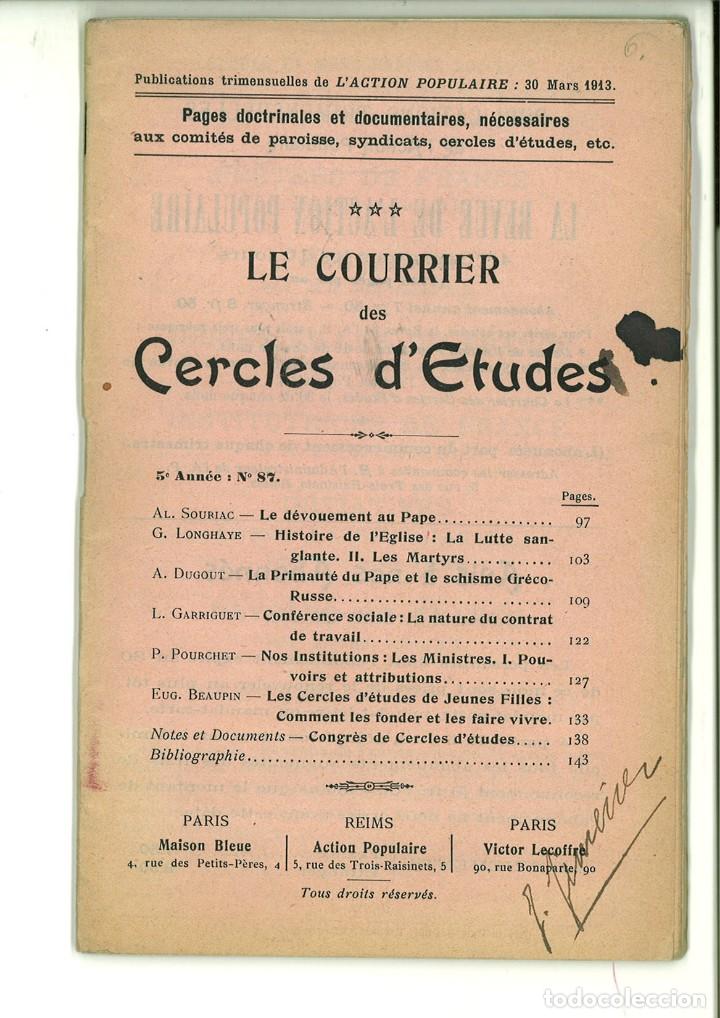 6.
Publications trimensuelles de L'ACTION POPULAIRE : 30 Mars 1913.
Pages doctrinales et documentaires, nécessaires
aux comités de paroisse, syndicats, cercles d'études, etc.
LE COURRIER
des
Cercles d'Etudes
5e Année : No 87.
Pages.
AL. SOURIAC — Le dévouement au Pape................ 97
G. LONGHAYE — Histoire de l'Eglise : La Lutte san-
glante. II. Les Martyrs............ 103
A. DUGOUT — La Primauté du Pape et le schisme Gréco-
Russe............................... 109
L. GARRIGUET — Conférence sociale : La nature du contrat
de travail........................... 122
P. POURCHET — Nos Institutions : Les Ministres. I. Pou-
voirs et attributions............... 127
EUG. BEAUPIN — Les Cercles d'études de Jeunes Filles :
Comment les fonder et les faire vivre. 133
Notes et Documents — Congrès de Cercles d'études..... 138
Bibliographie........................................... 143
PARIS
Maison Bleue
4, rue des Petits-Pères, 4
REIMS
Action Populaire
5, rue des Trois-Raisinets, 5
PARIS
Victor Lecoffre
90, rue Bonaparte, 90
Tous droits réservés.
todocoleccion